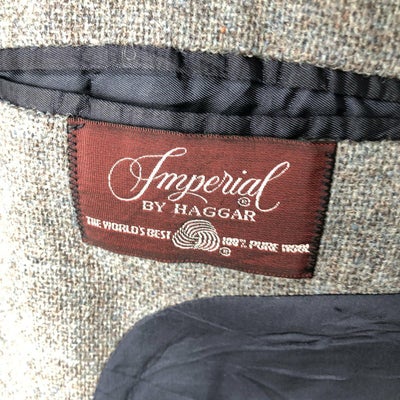 Imperial ®
BY HAGGAR
THE WORLD'S BEST 100% PURE WOOL
®